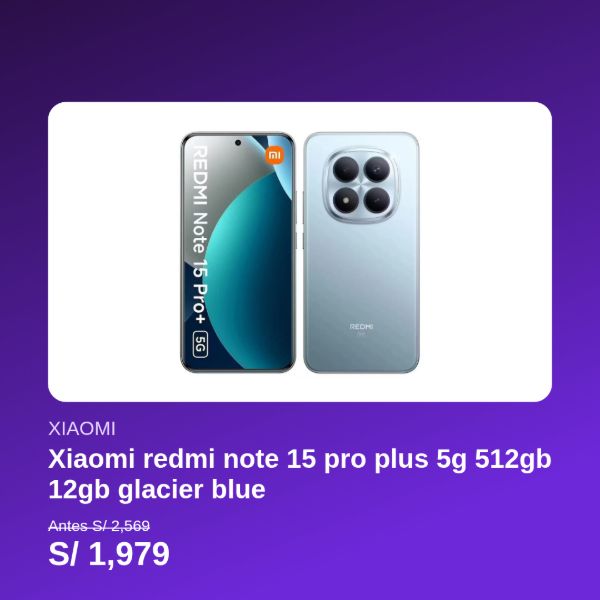 REDMI Note 15 Pro+ 5G
REDMI
XIAOMI
Xiaomi redmi note 15 pro plus 5g 512gb
12gb glacier blue
Antes S/ 2,569
S/ 1,979